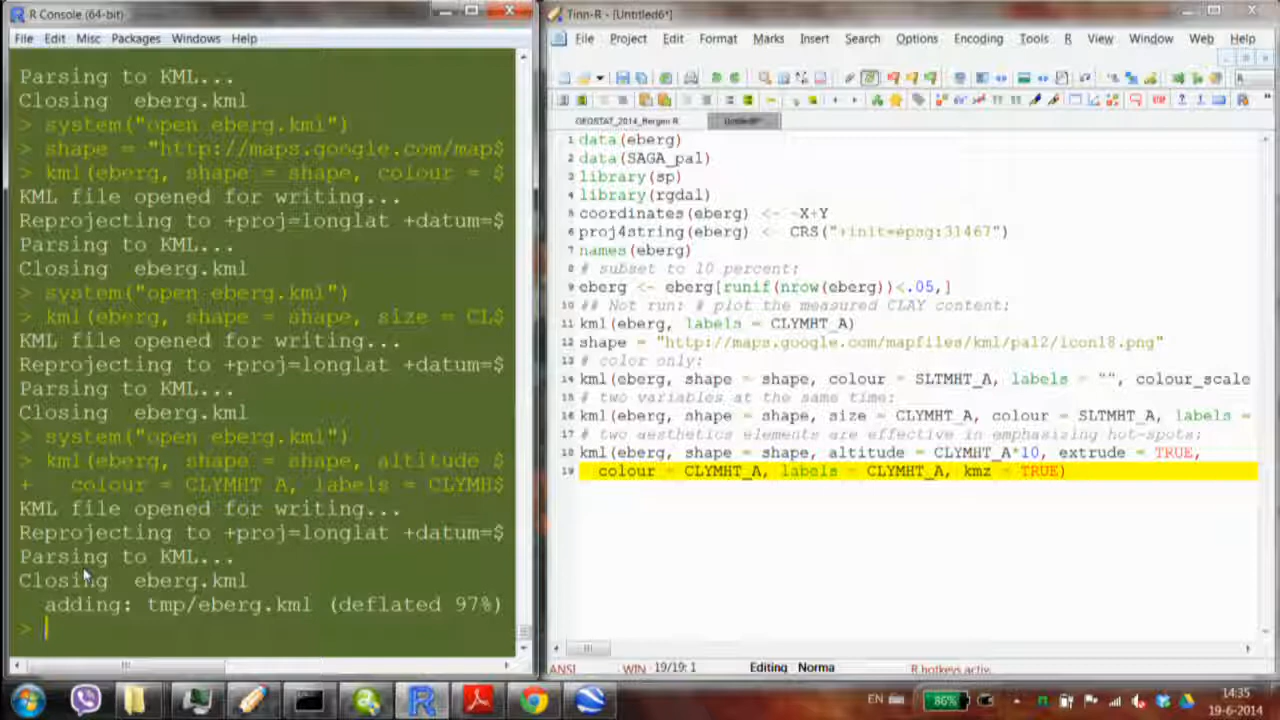 R Console (64-bit)
File Edit Misc Packages Windows Help
Parsing to KML...
Closing eberg.kml
> system("open eberg.kml")
> shape = "http://maps.google.com/map$
> kml(eberg, shape = shape, colour = $
KML file opened for writing...
Reprojecting to +proj=longlat +datum=$
Parsing to KML...
Closing eberg.kml
> system("open eberg.kml")
> kml(eberg, shape = shape, size = CL$
KML file opened for writing...
Reprojecting to +proj=longlat +datum=$
Parsing to KML...
Closing eberg.kml
> system("open eberg.kml")
> kml(eberg, shape = shape, altitude $
+ colour = CLYMHT_A, labels = CLYMH$
KML file opened for writing...
Reprojecting to +proj=longlat +datum=$
Parsing to KML...
Closing eberg.kml
adding: tmp/eberg.kml (deflated 97%)
>
Tinn-R - [Untitled6*]
File Project Edit Format Marks Insert Search Options Encoding Tools R View Window Web Help
GEOSTAT_2014_Bergen.R Untitled6*
1 data(eberg)
2 data(SAGA_pal)
3 library(sp)
4 library(rgdal)
5 coordinates(eberg) <- ~X+Y
6 proj4string(eberg) <- CRS("+init=epsg:31467")
7 names(eberg)
8 # subset to 10 percent:
9 eberg <- eberg[runif(nrow(eberg))<.05,]
10 ## Not run: # plot the measured CLAY content:
11 kml(eberg, labels = CLYMHT_A)
12 shape = "http://maps.google.com/mapfiles/kml/pal2/icon18.png"
13 # color only:
14 kml(eberg, shape = shape, colour = SLTMHT_A, labels = "", colour_scale
15 # two variables at the same time:
16 kml(eberg, shape = shape, size = CLYMHT_A, colour = SLTMHT_A, labels =
17 # two aesthetics elements are effective in emphasizing hot-spots:
18 kml(eberg, shape = shape, altitude = CLYMHT_A*10, extrude = TRUE,
19 colour = CLYMHT_A, labels = CLYMHT_A, kmz = TRUE)
ANSI WIN 19/19: 1 Editing Norma R hotkeys activ
EN 86% 14:35
19-6-2014